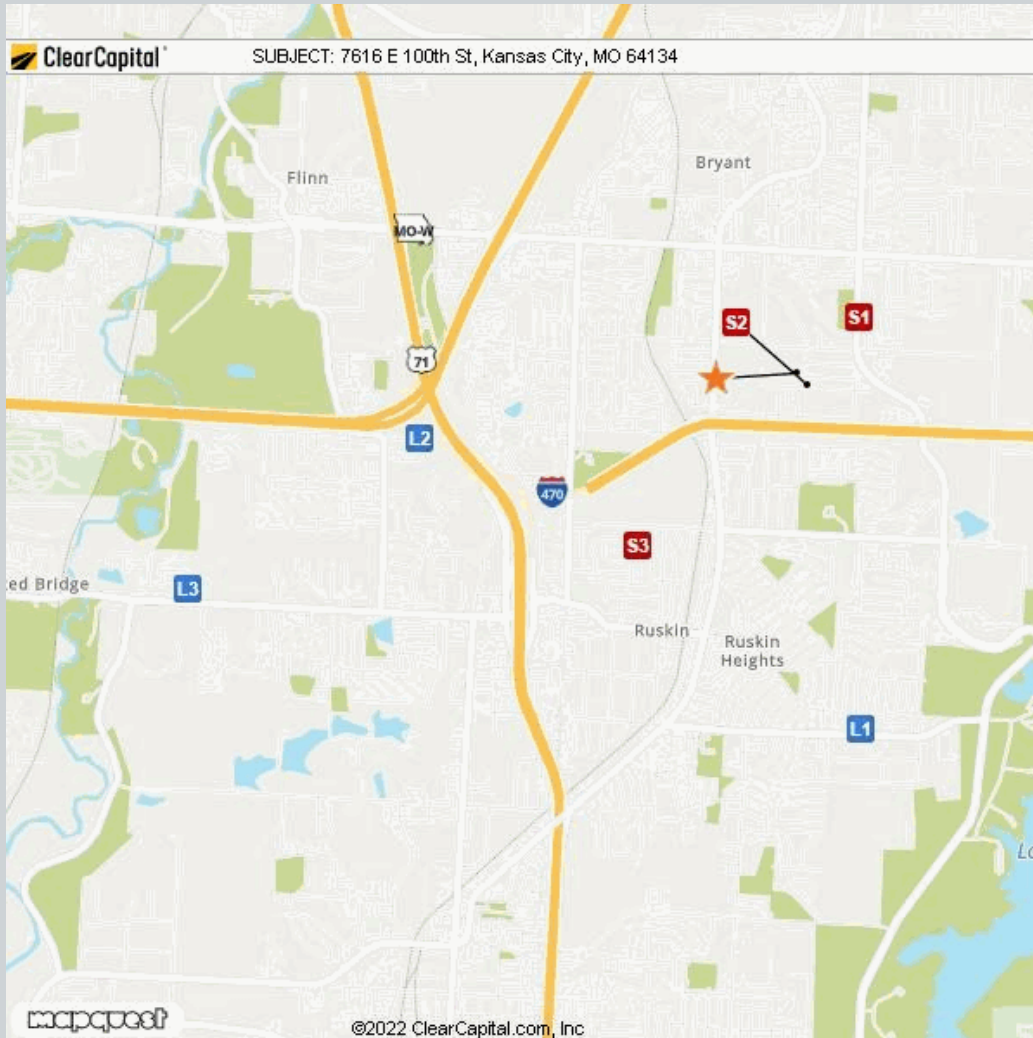 ClearCapital
SUBJECT: 7616 E 100th St, Kansas City, MO 64134
Bryant
Flinn
MO-W
S2
S1
71
L2
470
S3
ed Bridge
L3
Ruskin
Ruskin
Heights
L1
Lo
mapquest
©2022 ClearCapital.com, Inc